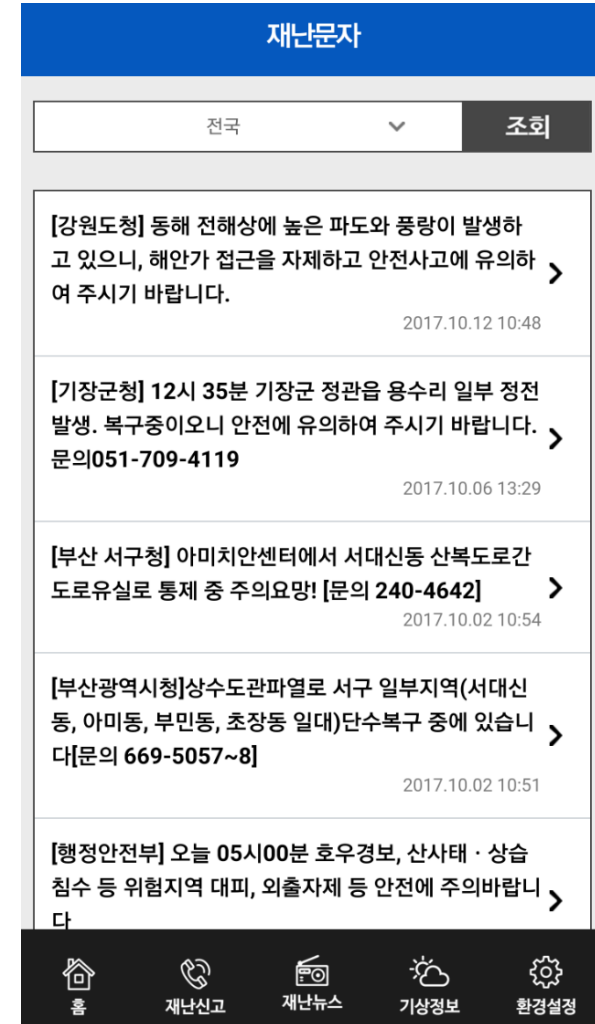 재난문자
전국
조회
[강원도청] 동해 전해상에 높은 파도와 풍랑이 발생하
고 있으니, 해안가 접근을 자제하고 안전사고에 유의하
여 주시기 바랍니다.
2017.10.12 10:48
[기장군청] 12시 35분 기장군 정관읍 용수리 일부 정전
발생. 복구중이오니 안전에 유의하여 주시기 바랍니다.
문의051-709-4119
2017.10.06 13:29
[부산 서구청] 아미치안센터에서 서대신동 산복도로간
도로유실로 통제 중 주의요망! [문의 240-4642]
2017.10.02 10:54
[부산광역시청]상수도관파열로 서구 일부지역(서대신
동, 아미동, 부민동, 초장동 일대)단수복구 중에 있습니
다[문의 669-5057~8]
2017.10.02 10:51
[행정안전부] 오늘 05시00분 호우경보, 산사태ㆍ상습
침수 등 위험지역 대피, 외출자제 등 안전에 주의바랍니
다
홈
재난신고
재난뉴스
기상정보
환경설정